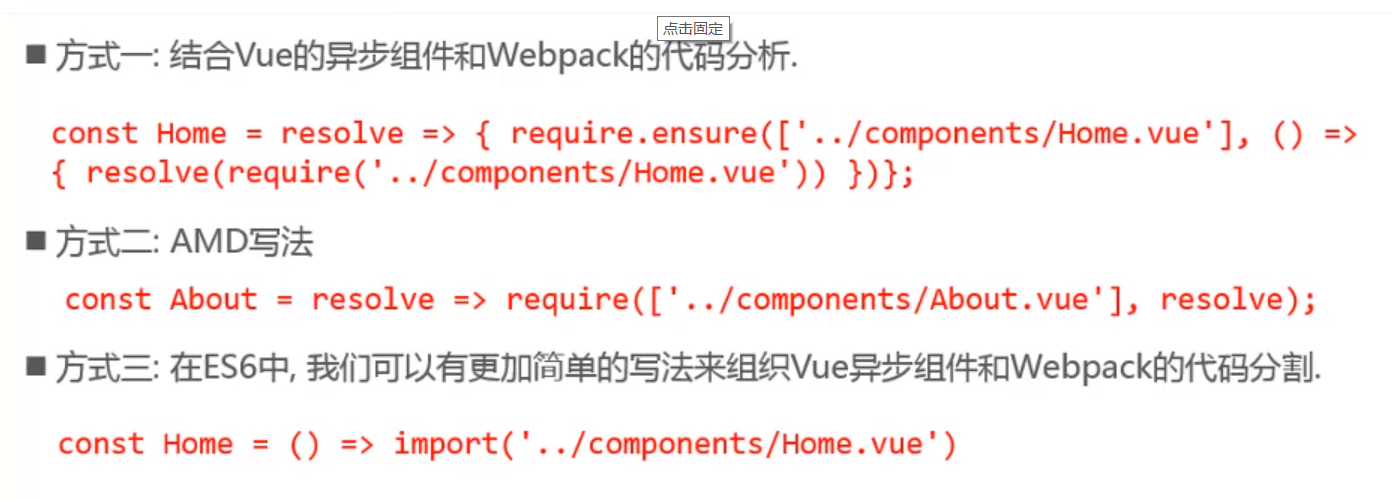 点击固定
■ 方式一: 结合Vue的异步组件和Webpack的代码分析.
const Home = resolve => { require.ensure(['../components/Home.vue'], () =>
{ resolve(require('../components/Home.vue')) })};
■ 方式二: AMD写法
const About = resolve => require(['../components/About.vue'], resolve);
■ 方式三: 在ES6中, 我们可以有更加简单的写法来组织Vue异步组件和Webpack的代码分割.
const Home = () => import('../components/Home.vue')